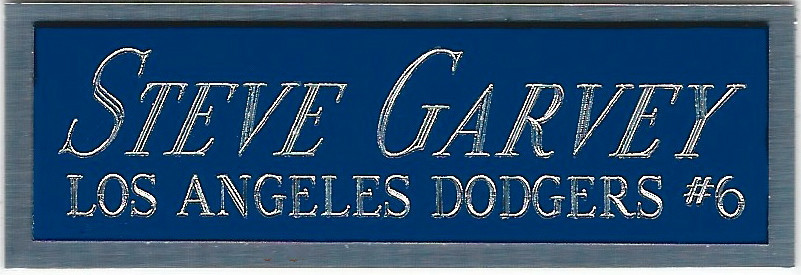 STEVE GARVEY
LOS ANGELES DODGERS #6